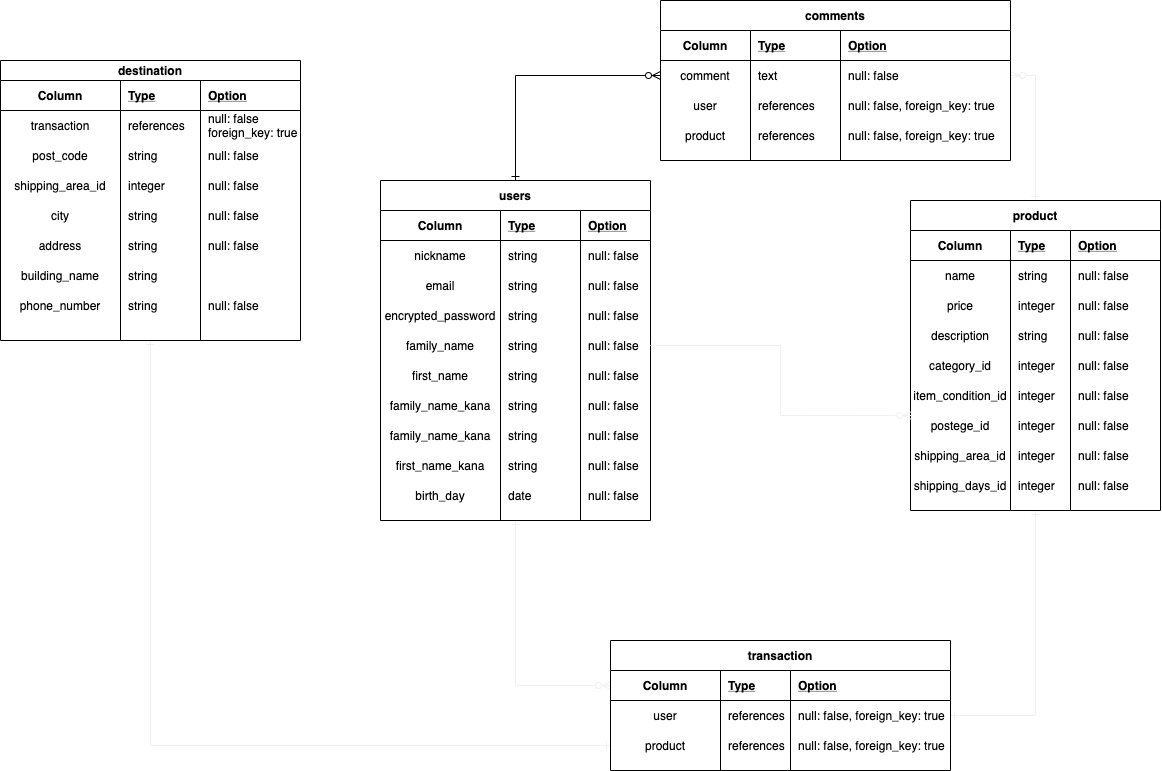 comments
Column Type Option
comment text null: false
user references null: false, foreign_key: true
product references null: false, foreign_key: true
destination
Column Type Option
transaction references null: false
foreign_key: true
post_code string null: false
shipping_area_id integer null: false
city string null: false
address string null: false
building_name string
phone_number string null: false
users
Column Type Option
nickname string null: false
email string null: false
encrypted_password string null: false
family_name string null: false
first_name string null: false
family_name_kana string null: false
family_name_kana string null: false
first_name_kana string null: false
birth_day date null: false
product
Column Type Option
name string null: false
price integer null: false
description string null: false
category_id integer null: false
item_condition_id integer null: false
postege_id integer null: false
shipping_area_id integer null: false
shipping_days_id integer null: false
transaction
Column Type Option
user references null: false, foreign_key: true
product references null: false, foreign_key: true